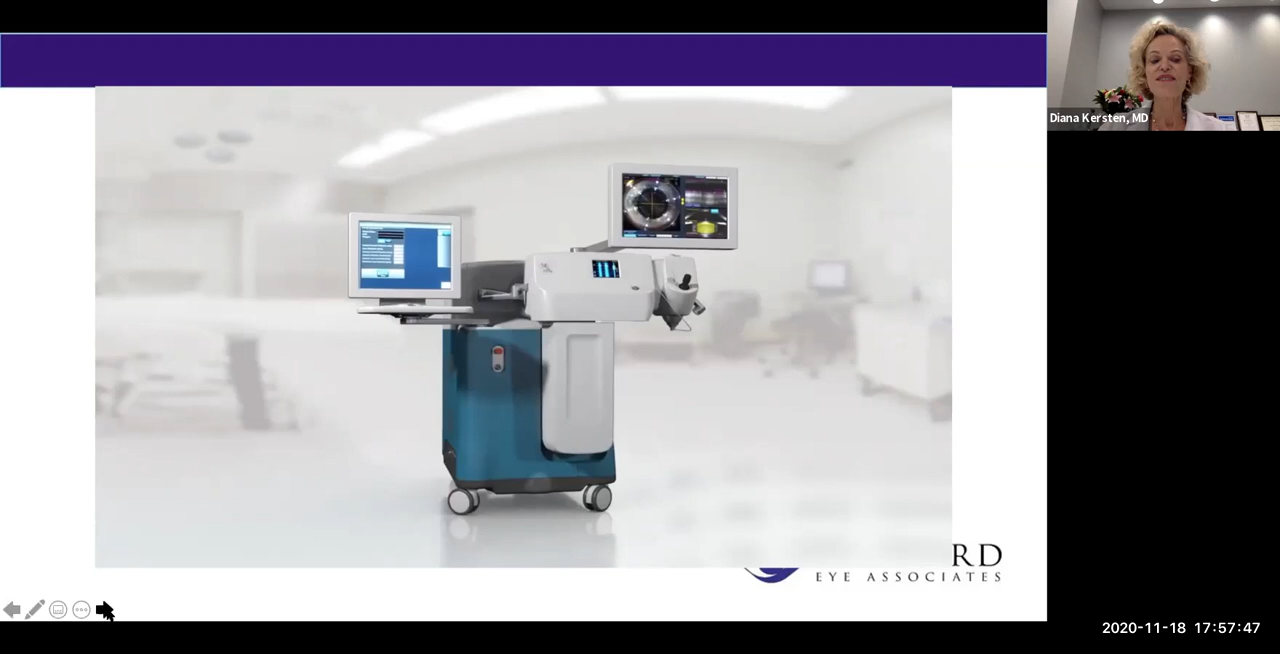 Diana Kersten, MD
RD
EYE ASSOCIATES
2020-11-18 17:57:47